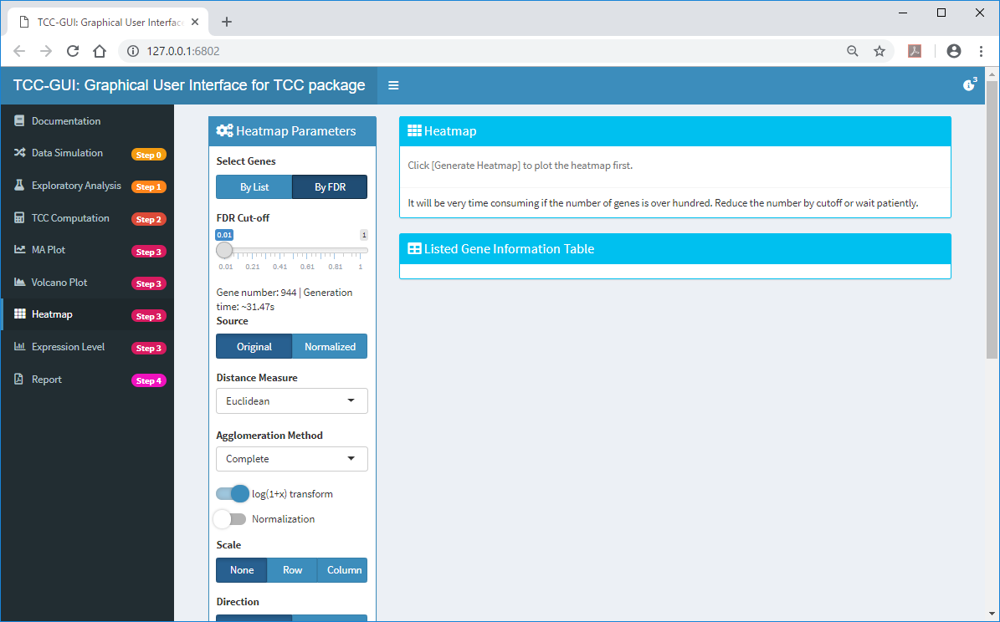 TCC-GUI: Graphical User Interface
127.0.0.1:6802
TCC-GUI: Graphical User Interface for TCC package
3
Documentation
Data Simulation Step 0
Exploratory Analysis Step 1
TCC Computation Step 2
MA Plot Step 3
Volcano Plot Step 3
Heatmap Step 3
Expression Level Step 3
Report Step 4
Heatmap Parameters
Select Genes
By List By FDR
FDR Cut-off
0.01 1
0.01 0.21 0.41 0.61 0.81 1
Gene number: 944 | Generation
time: ~31.47s
Source
Original Normalized
Distance Measure
Euclidean
Agglomeration Method
Complete
log(1+x) transform
Normalization
Scale
None Row Column
Direction
Heatmap
Click [Generate Heatmap] to plot the heatmap first.
It will be very time consuming if the number of genes is over hundred. Reduce the number by cutoff or wait patiently.
Listed Gene Information Table